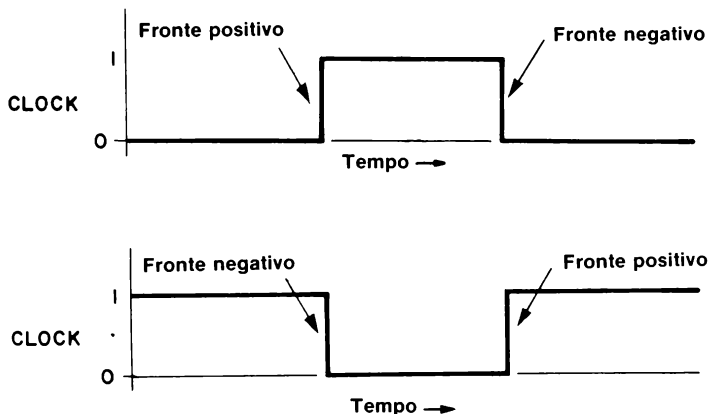 Fronte positivo
Fronte negativo
1
CLOCK
0
Tempo →
Fronte negativo
Fronte positivo
1
CLOCK
0
Tempo →